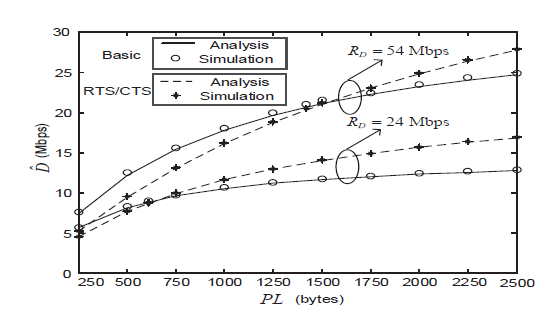 30
25
20
15
10
5
0
D̂ (Mbps)
Basic
Analysis
Simulation
RTS/CTS
Analysis
Simulation
R_D = 54 Mbps
R_D = 24 Mbps
250 500 750 1000 1250 1500 1750 2000 2250 2500
PL (bytes)